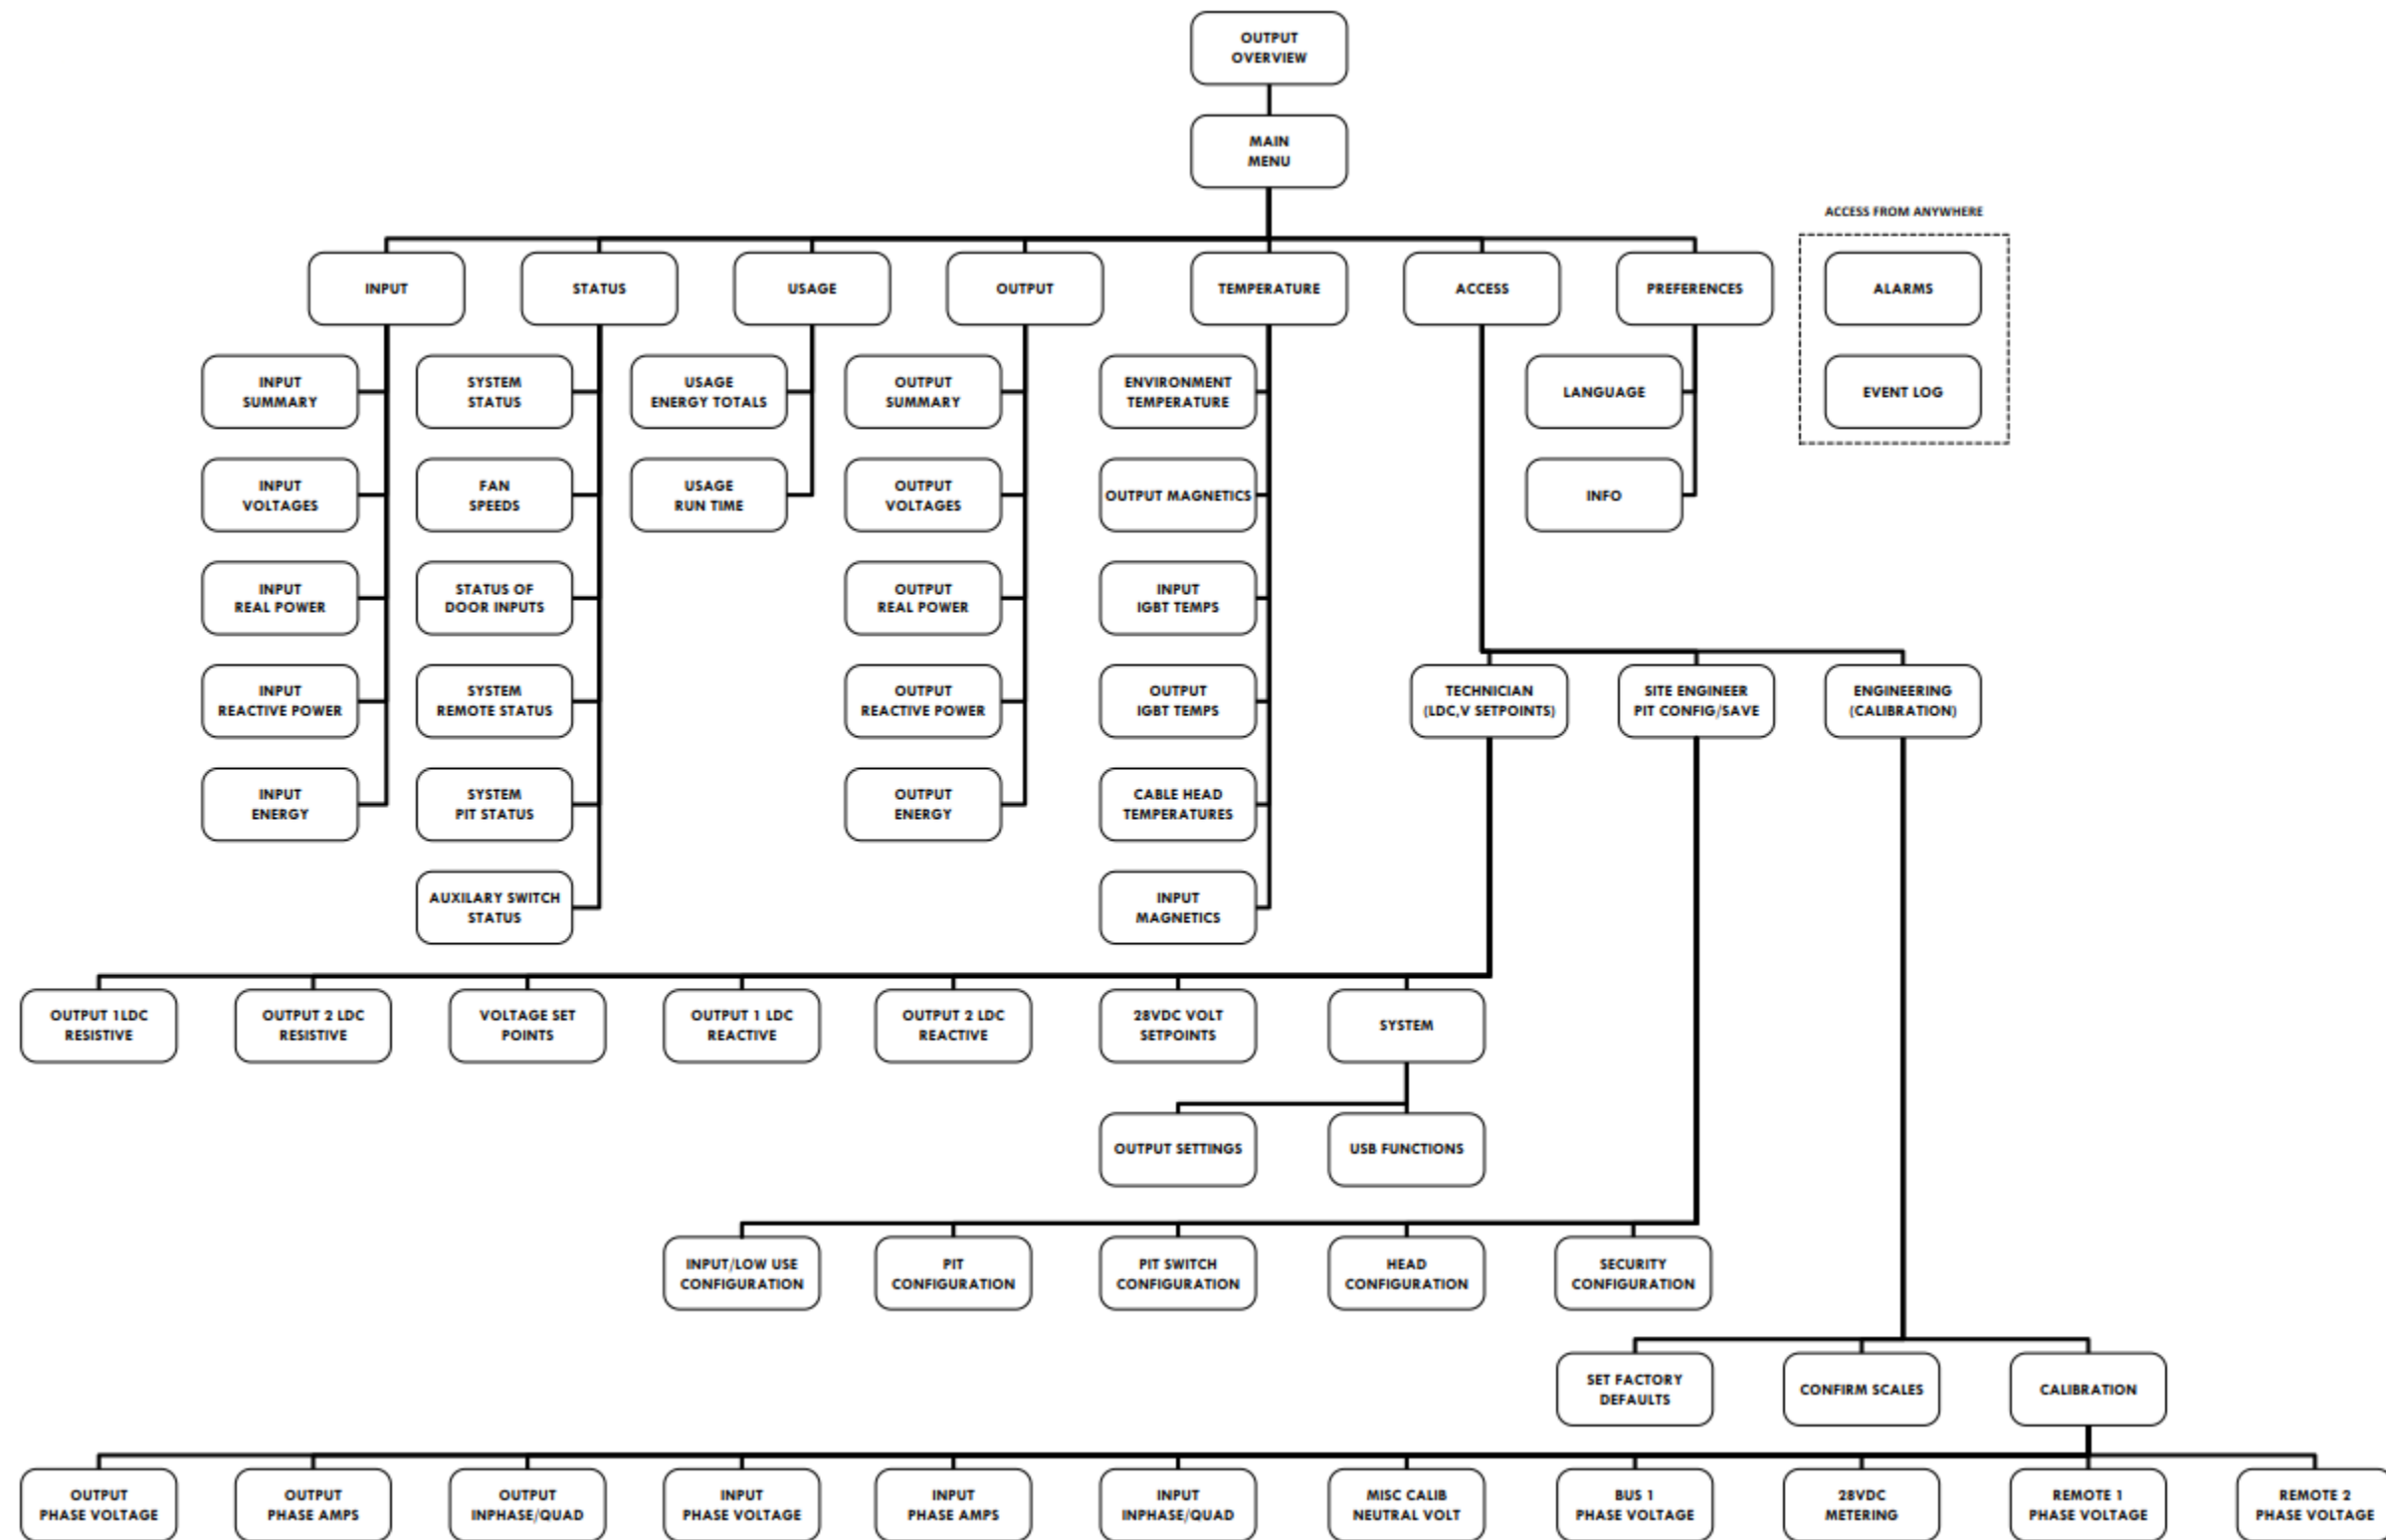 OUTPUT
OVERVIEW
MAIN
MENU
ACCESS FROM ANYWHERE
INPUT
STATUS
USAGE
OUTPUT
TEMPERATURE
ACCESS
PREFERENCES
ALARMS
INPUT
SUMMARY
SYSTEM
STATUS
USAGE
ENERGY TOTALS
OUTPUT
SUMMARY
ENVIRONMENT
TEMPERATURE
LANGUAGE
EVENT LOG
INPUT
VOLTAGES
FAN
SPEEDS
USAGE
RUN TIME
OUTPUT
VOLTAGES
OUTPUT MAGNETICS
INFO
INPUT
REAL POWER
STATUS OF
DOOR INPUTS
OUTPUT
REAL POWER
INPUT
IGBT TEMPS
INPUT
REACTIVE POWER
SYSTEM
REMOTE STATUS
OUTPUT
REACTIVE POWER
OUTPUT
IGBT TEMPS
TECHNICIAN
(LDC,V SETPOINTS)
SITE ENGINEER
PIT CONFIG/SAVE
ENGINEERING
(CALIBRATION)
INPUT
ENERGY
SYSTEM
PIT STATUS
OUTPUT
ENERGY
CABLE HEAD
TEMPERATURES
AUXILARY SWITCH
STATUS
INPUT
MAGNETICS
OUTPUT 1LDC
RESISTIVE
OUTPUT 2 LDC
RESISTIVE
VOLTAGE SET
POINTS
OUTPUT 1 LDC
REACTIVE
OUTPUT 2 LDC
REACTIVE
28VDC VOLT
SETPOINTS
SYSTEM
OUTPUT SETTINGS
USB FUNCTIONS
INPUT/LOW USE
CONFIGURATION
PIT
CONFIGURATION
PIT SWITCH
CONFIGURATION
HEAD
CONFIGURATION
SECURITY
CONFIGURATION
SET FACTORY
DEFAULTS
CONFIRM SCALES
CALIBRATION
OUTPUT
PHASE VOLTAGE
OUTPUT
PHASE AMPS
OUTPUT
INPHASE/QUAD
INPUT
PHASE VOLTAGE
INPUT
PHASE AMPS
INPUT
INPHASE/QUAD
MISC CALIB
NEUTRAL VOLT
BUS 1
PHASE VOLTAGE
28VDC
METERING
REMOTE 1
PHASE VOLTAGE
REMOTE 2
PHASE VOLTAGE